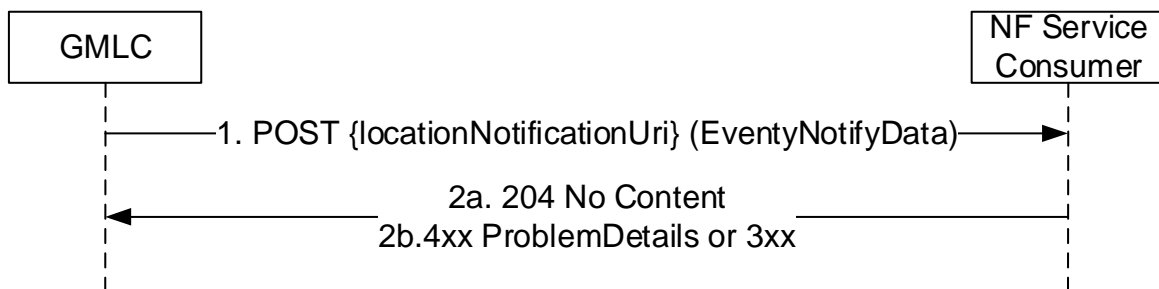 GMLC
NF Service
Consumer
1. POST {locationNotificationUri} (EventyNotifyData)
2a. 204 No Content
2b.4xx ProblemDetails or 3xx